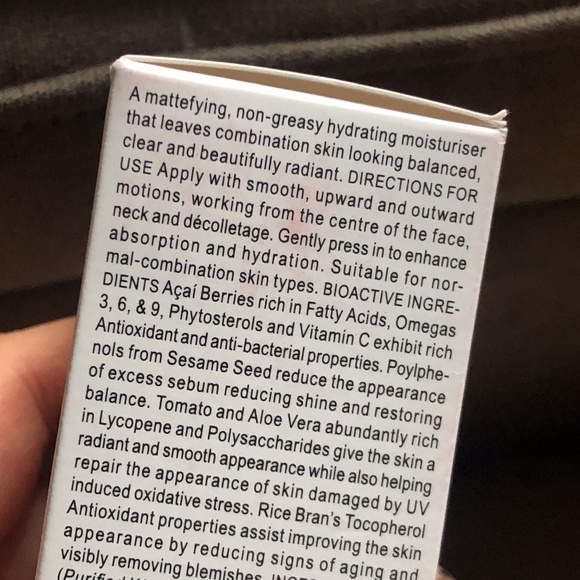 A mattefying, non-greasy hydrating moisturiser
that leaves combination skin looking balanced,
clear and beautifully radiant. DIRECTIONS FOR
USE Apply with smooth, upward and outward
motions, working from the centre of the face,
neck and décolletage. Gently press in to enhance
absorption and hydration. Suitable for nor-
mal-combination skin types. BIOACTIVE INGRE-
DIENTS Açaí Berries rich in Fatty Acids, Omegas
3, 6, & 9, Phytosterols and Vitamin C exhibit rich
Antioxidant and anti-bacterial properties. Poylphe-
nols from Sesame Seed reduce the appearance
of excess sebum reducing shine and restoring
balance. Tomato and Aloe Vera abundantly rich
in Lycopene and Polysaccharides give the skin a
radiant and smooth appearance while also helping
repair the appearance of skin damaged by UV
induced oxidative stress. Rice Bran's Tocopherol
Antioxidant properties assist improving the skin
appearance by reducing signs of aging and
visibly removing blemishes.